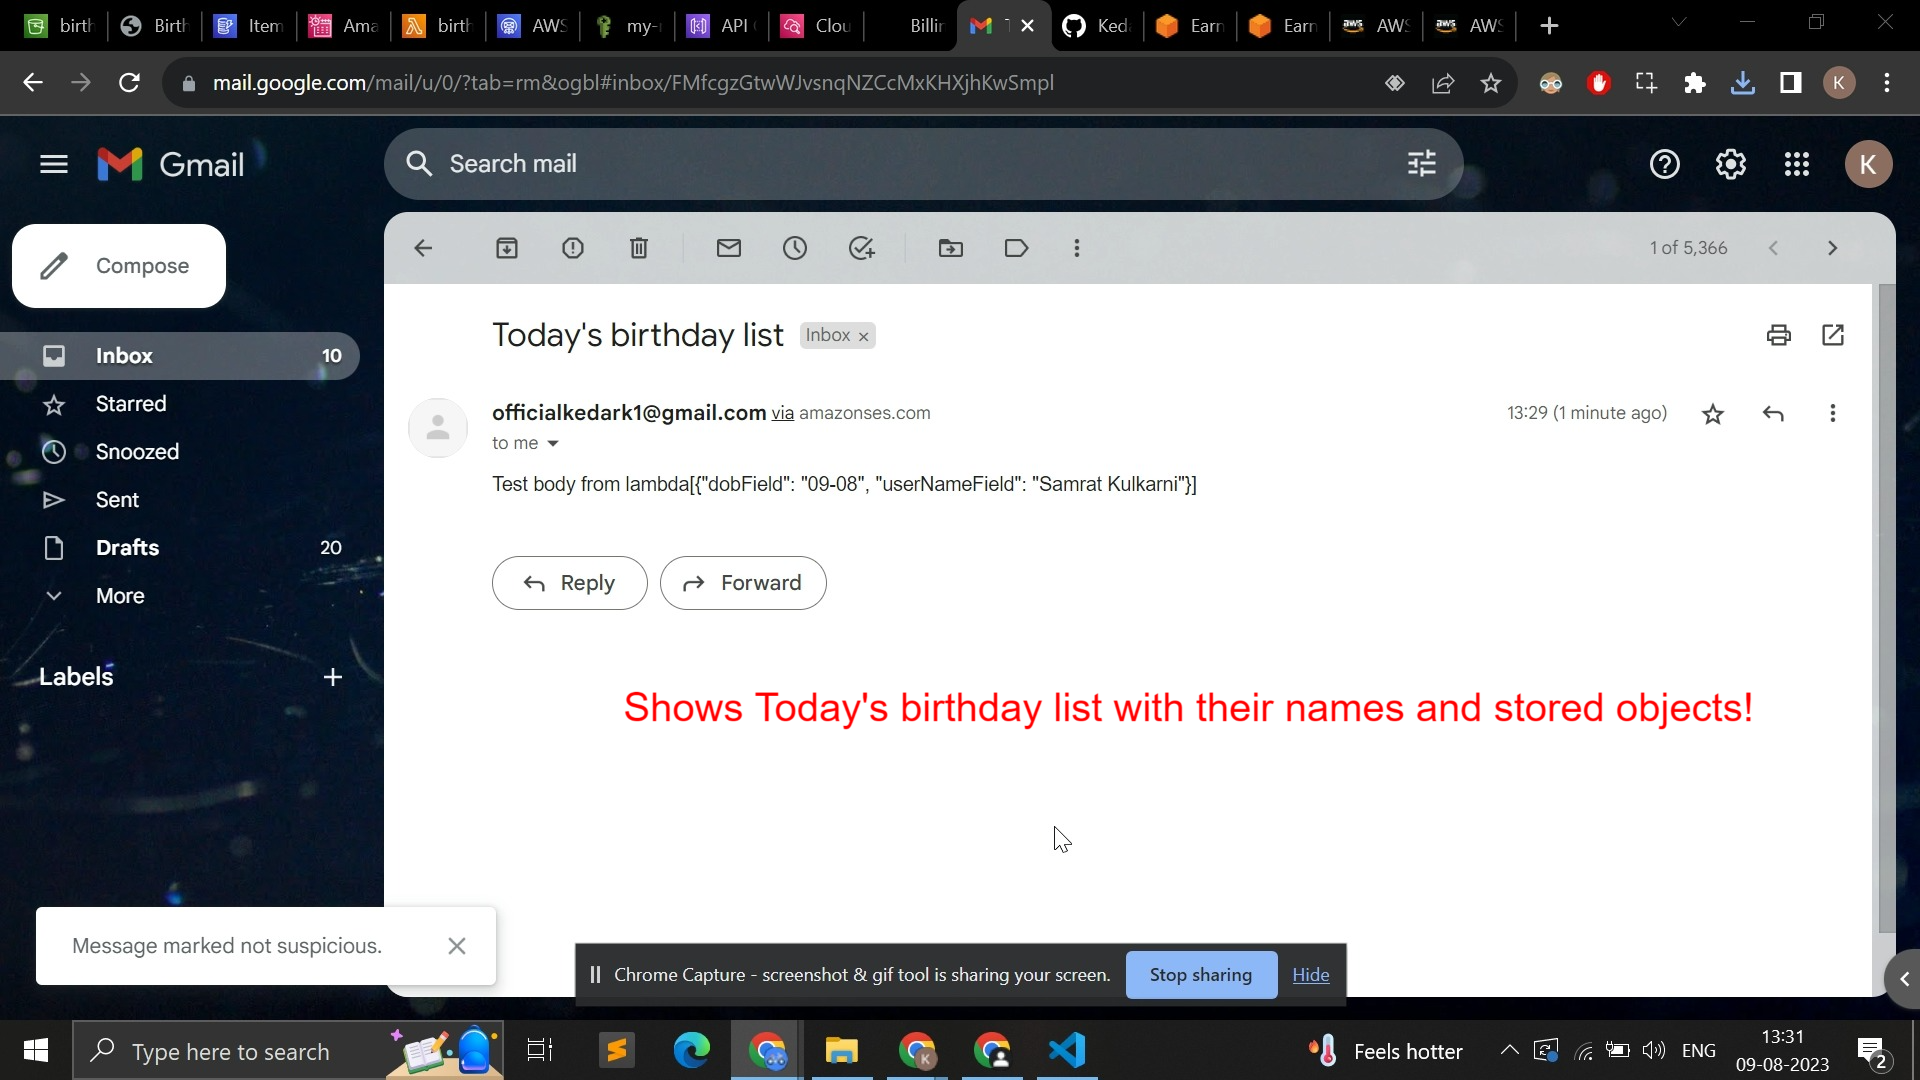 birth
Birth
Item
Ama
birth
AWS
my-
API
Clou
Billin
T
Keda
Earn
Earn
AWS
AWS
mail.google.com/mail/u/0/?tab=rm&ogbl#inbox/FMfcgzGtwWJvsnqNZCcMxKHXjhKwSmpl
K
Gmail
Search mail
K
Compose
1 of 5,366
Inbox 10
Starred
Snoozed
Sent
Drafts 20
More
Labels
Today's birthday list Inbox
officialkedark1@gmail.com via amazonses.com
13:29 (1 minute ago)
to me
Test body from lambda[{"dobField": "09-08", "userNameField": "Samrat Kulkarni"}]
Reply Forward
Shows Today's birthday list with their names and stored objects!
Message marked not suspicious.
Chrome Capture - screenshot & gif tool is sharing your screen. Stop sharing Hide
Type here to search
K
Feels hotter
ENG
13:31
09-08-2023
2